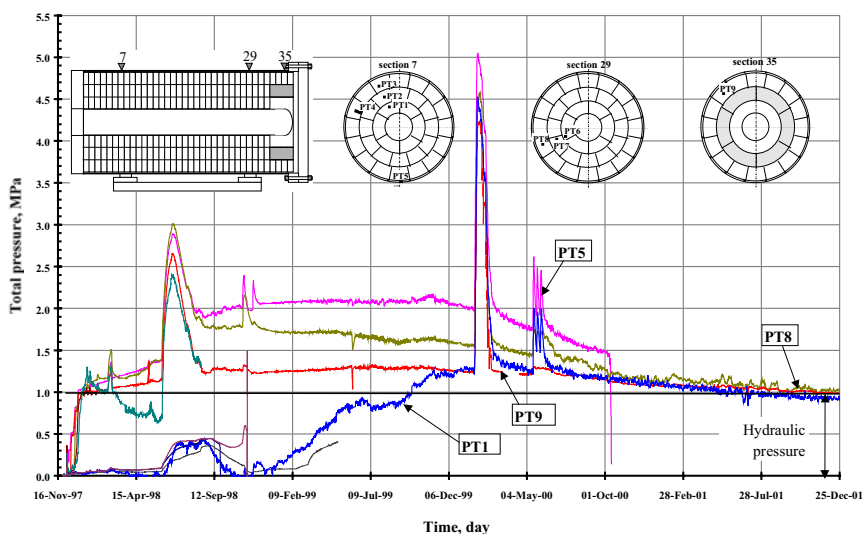 5.5
5.0
4.5
4.0
3.5
3.0
2.5
2.0
1.5
1.0
0.5
0.0
Total pressure, MPa
7
29
35
section 7
PT3
PT2
PT1
PT4
PT5
section 29
PT6
PT8
PT7
section 35
PT9
PT5
PT8
PT9
PT1
Hydraulic
pressure
16-Nov-97
15-Apr-98
12-Sep-98
09-Feb-99
09-Jul-99
06-Dec-99
04-May-00
01-Oct-00
28-Feb-01
28-Jul-01
25-Dec-01
Time, day